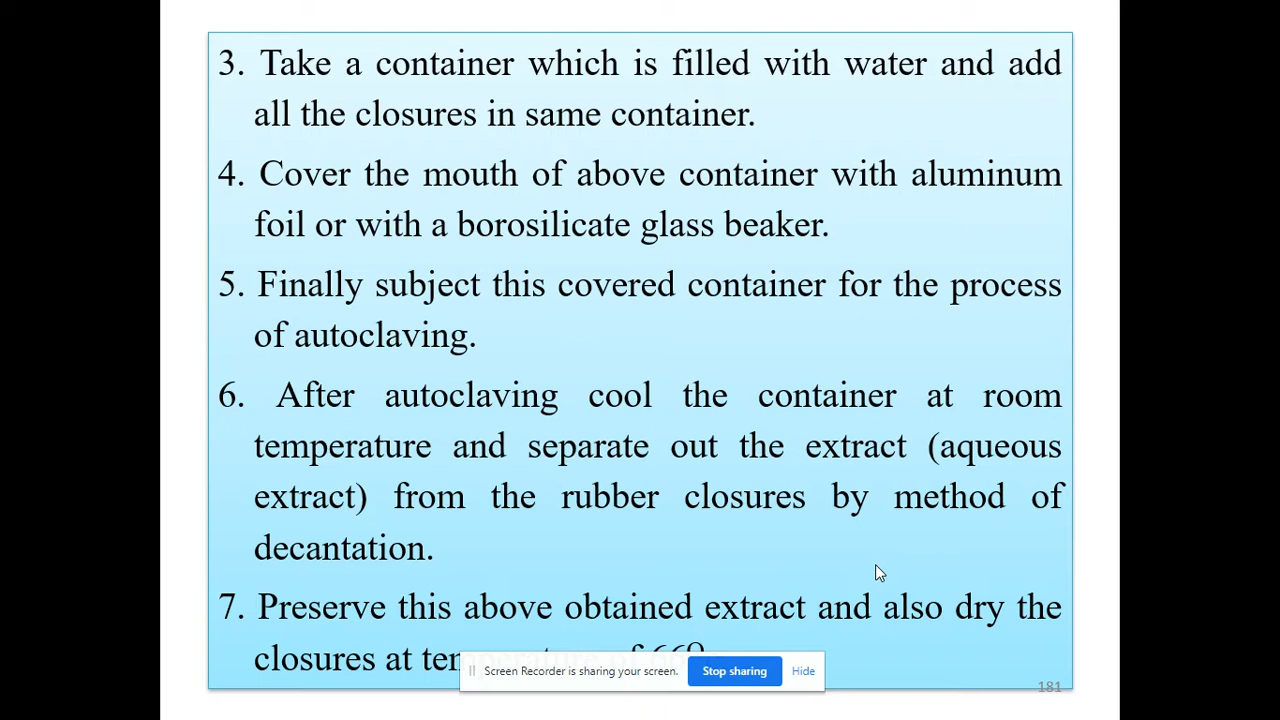 3. Take a container which is filled with water and add
all the closures in same container.
4. Cover the mouth of above container with aluminum
foil or with a borosilicate glass beaker.
5. Finally subject this covered container for the process
of autoclaving.
6. After autoclaving cool the container at room
temperature and separate out the extract (aqueous
extract) from the rubber closures by method of
decantation.
7. Preserve this above obtained extract and also dry the
closures at
Screen Recorder is sharing your screen. Stop sharing Hide
181